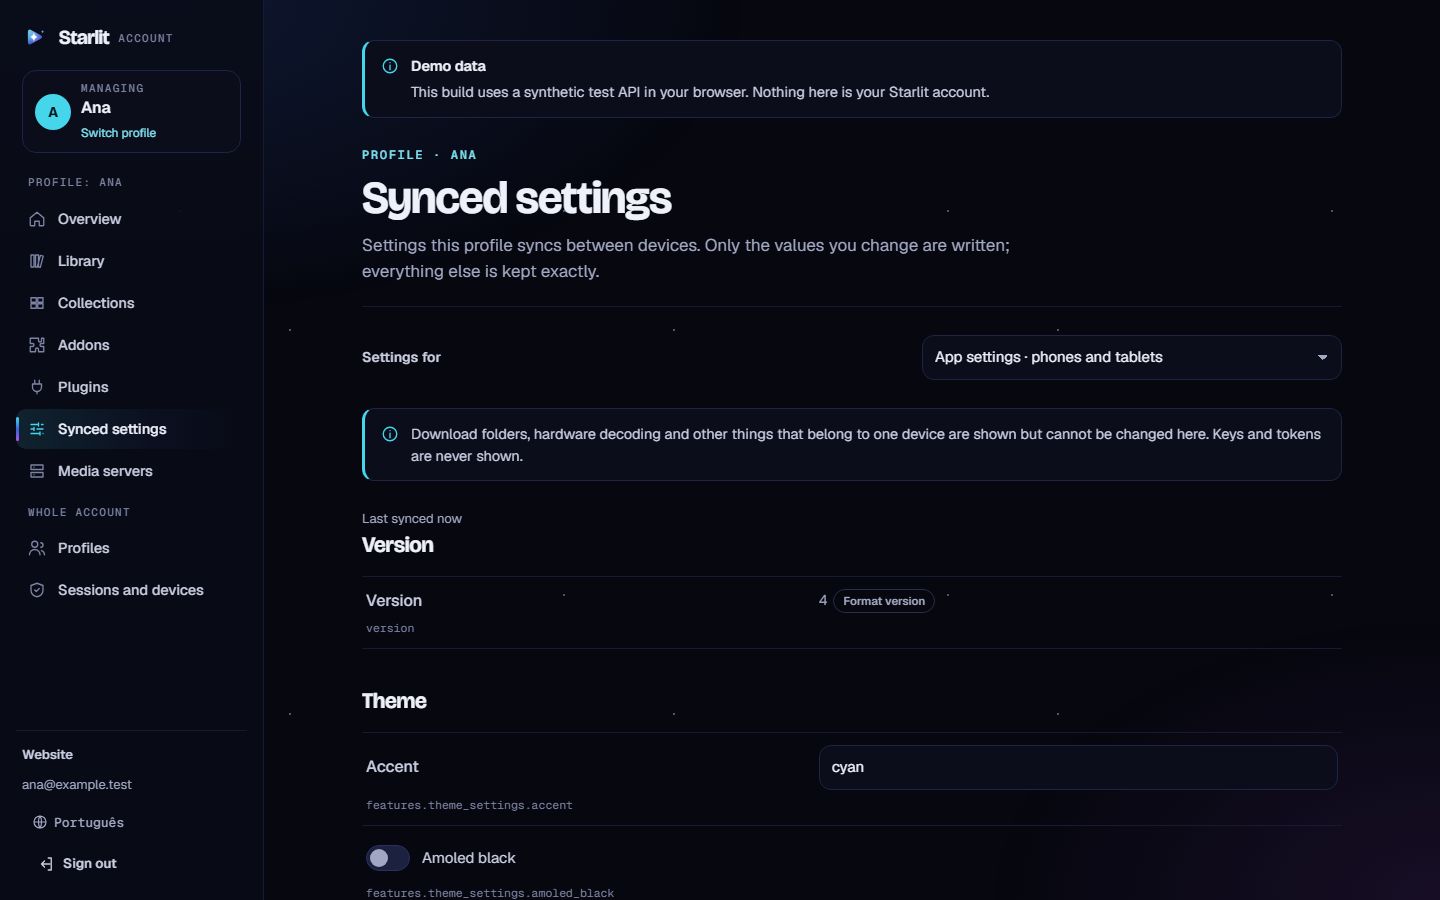 Starlit ACCOUNT
MANAGING
A
Ana
Switch profile
PROFILE: ANA
Overview
Library
Collections
Addons
Plugins
Synced settings
Media servers
WHOLE ACCOUNT
Profiles
Sessions and devices
Website
ana@example.test
Português
Sign out
Demo data
This build uses a synthetic test API in your browser. Nothing here is your Starlit account.
PROFILE · ANA
Synced settings
Settings this profile syncs between devices. Only the values you change are written;
everything else is kept exactly.
Settings for
App settings · phones and tablets
Download folders, hardware decoding and other things that belong to one device are shown but cannot be changed here. Keys and tokens
are never shown.
Last synced now
Version
Version
4 Format version
version
Theme
Accent
cyan
features.theme_settings.accent
Amoled black
features.theme_settings.amoled_black